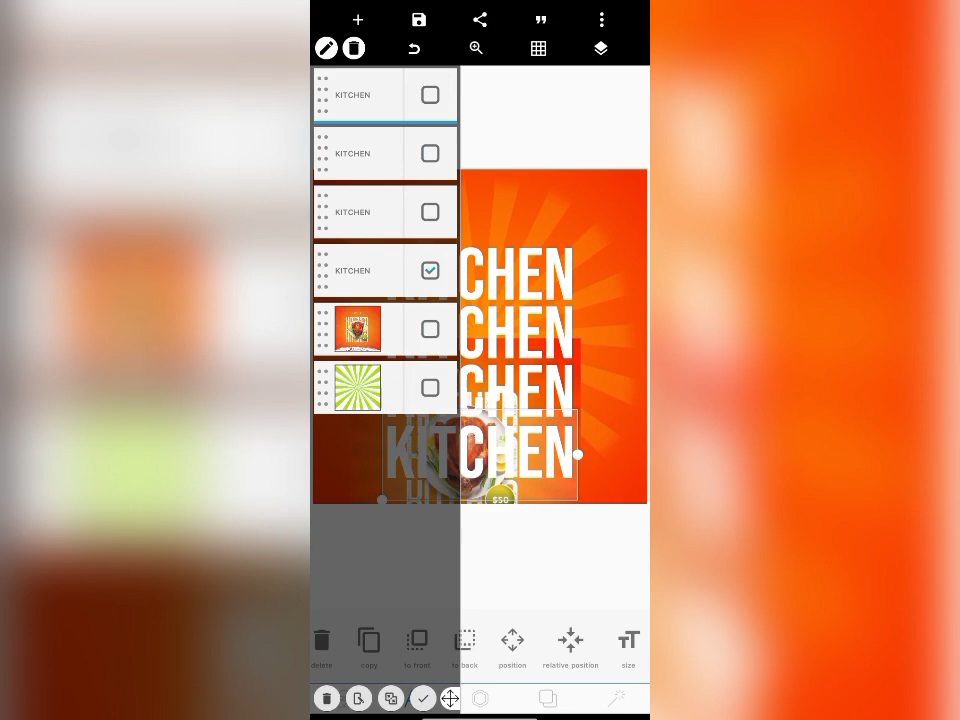 KITCHEN
KITCHEN
KITCHEN
KITCHEN
CHEN
CHEN
CHEN
KITCHEN
$50
delete
copy
to front
to back
position
relative position
size